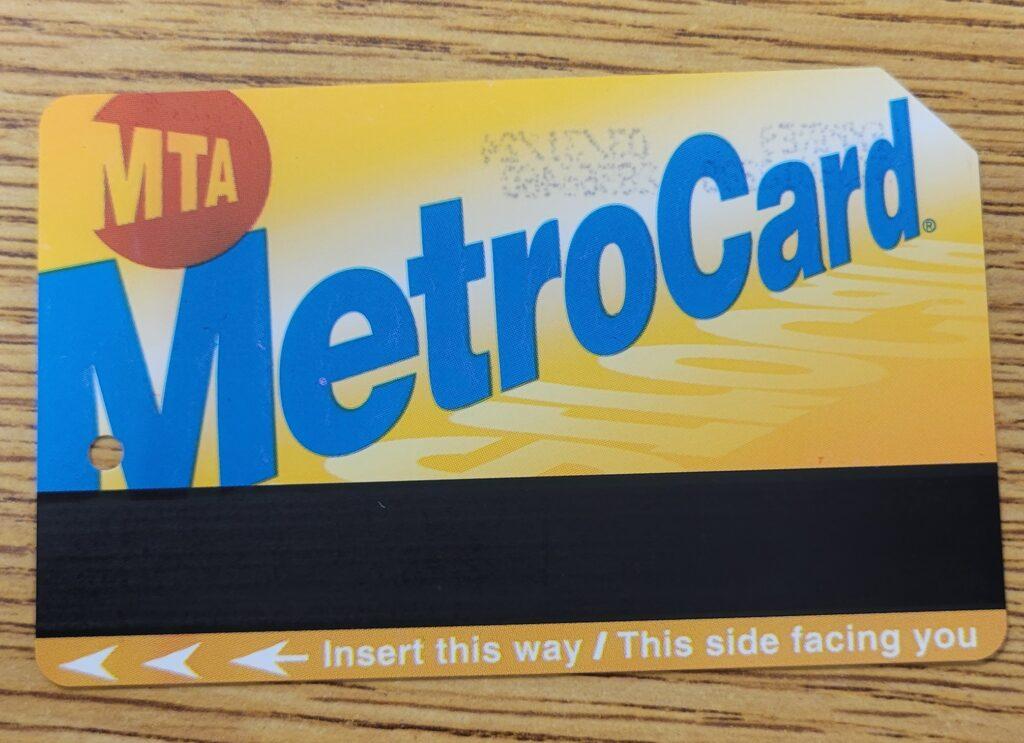 MTA
MetroCard®
Insert this way / This side facing you